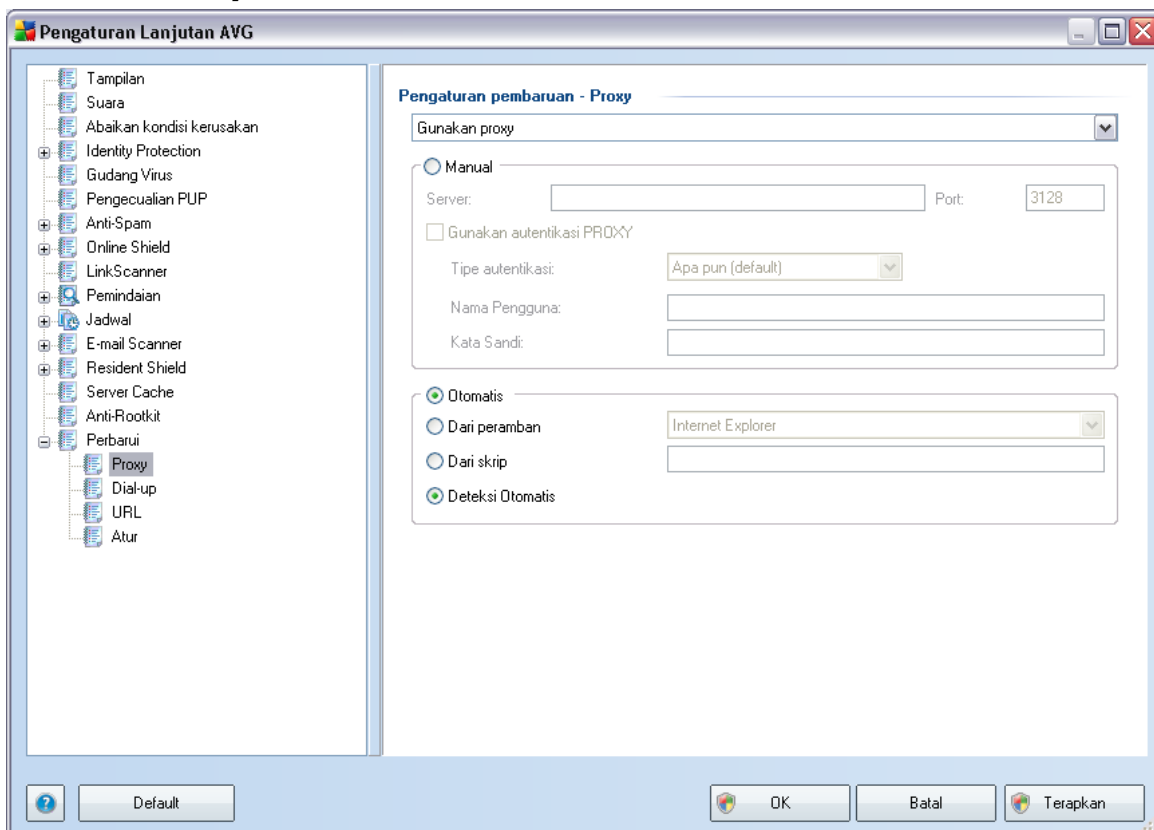 Pengaturan Lanjutan AVG
Tampilan
Suara
Abaikan kondisi kerusakan
Identity Protection
Gudang Virus
Pengecualian PUP
Anti-Spam
Online Shield
LinkScanner
Pemindaian
Jadwal
E-mail Scanner
Resident Shield
Server Cache
Anti-Rootkit
Perbarui
Proxy
Dial-up
URL
Atur
Pengaturan pembaruan - Proxy
Gunakan proxy
Manual
Server: Port: 3128
Gunakan autentikasi PROXY
Tipe autentikasi: Apa pun (default)
Nama Pengguna:
Kata Sandi:
Otomatis
Dari peramban Internet Explorer
Dari skrip
Deteksi Otomatis
Default OK Batal Terapkan